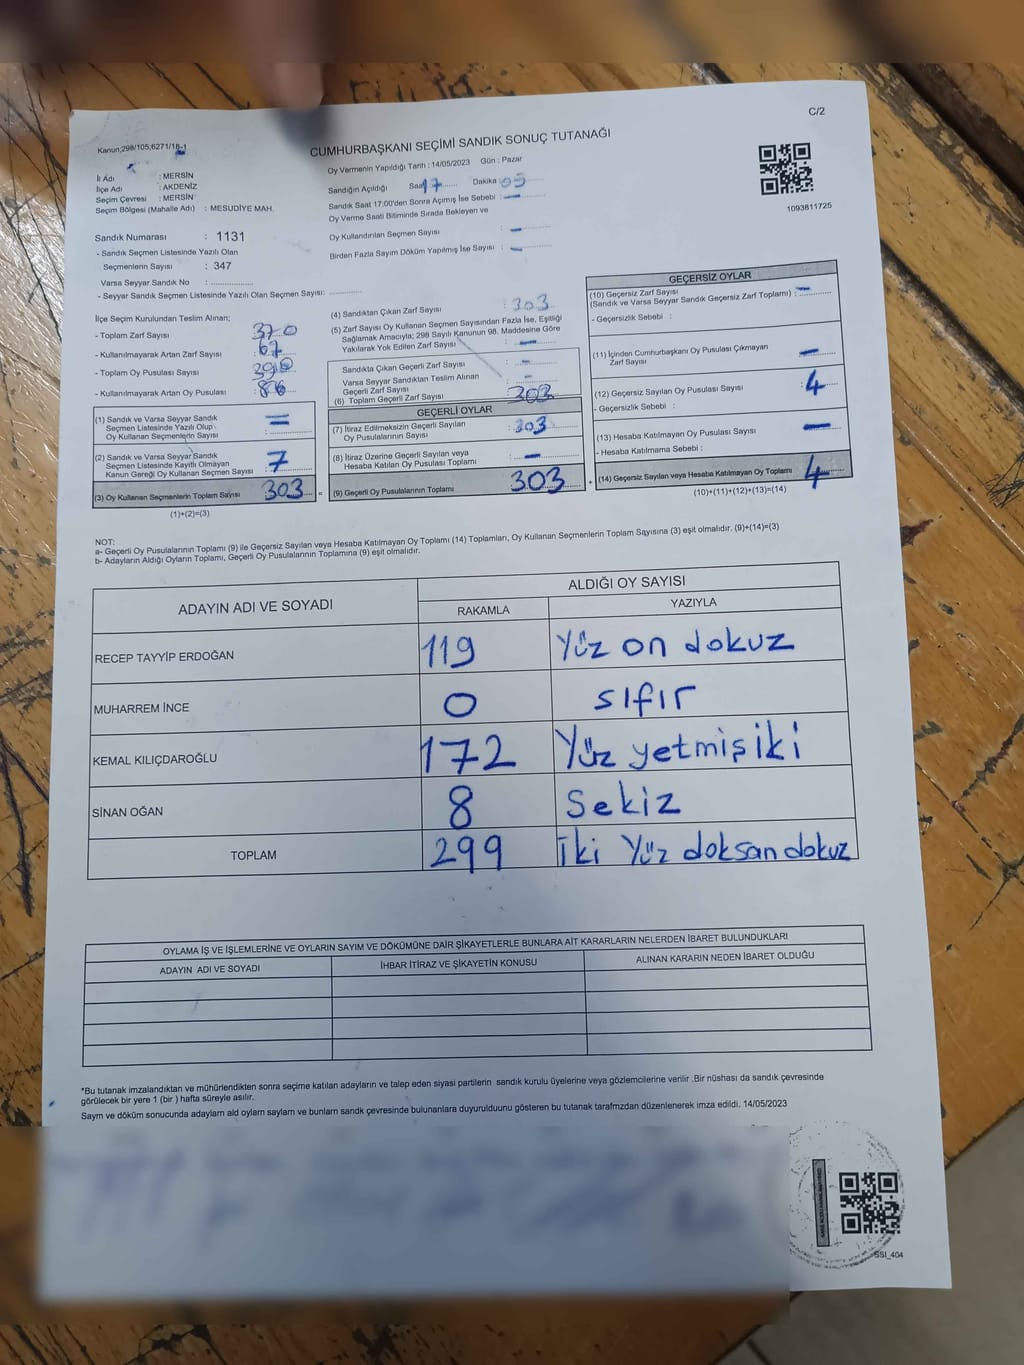 C/2
Kanun;298/105;6271/18-1
CUMHURBAŞKANI SEÇİMİ SANDIK SONUÇ TUTANAĞI
İl Adı : MERSİN
İlçe Adı : AKDENİZ
Seçim Çevresi : MERSİN
Seçim Bölgesi (Mahalle Adı) : MESUDİYE MAH.
Oy Vermenin Yapıldığı Tarih : 14/05/2023 Gün : Pazar
Sandığın Açıldığı Saat 17 Dakika 05
Sandık Saat 17:00'den Sonra Açımış İse Sebebi : —
Oy Verme Saati Bitiminde Sırada Bekleyen ve
Oy Kullandırılan Seçmen Sayısı : —
Birden Fazla Sayım Döküm Yapılmış İse Sayısı : —
1093811725
Sandık Numarası : 1131
- Sandık Seçmen Listesinde Yazılı Olan
Seçmenlerin Sayısı : 347
Varsa Seyyar Sandık No :
- Seyyar Sandık Seçmen Listesinde Yazılı Olan Seçmen Sayısı:
İlçe Seçim Kurulundan Teslim Alınan;
- Toplam Zarf Sayısı 370
- Kullanılmayarak Artan Zarf Sayısı : 67
- Toplam Oy Pusulası Sayısı
- Kullanılmayarak Artan Oy Pusulası :
(1) Sandık ve Varsa Seyyar Sandık
Seçmen Listesinde Yazılı Olup
Oy Kullanan Seçmenlerin Sayısı
(2) Sandık ve Varsa Seyyar Sandık
Seçmen Listesinde Kayıtlı Olmayan
Kanun Gereği Oy Kullanan Seçmen Sayısı : 7
(3) Oy Kullanan Seçmenlerin Toplam Sayısı 303 =
(1)+(2)=(3)
(4) Sandıktan Çıkan Zarf Sayısı : 303
(5) Zarf Sayısı Oy Kullanan Seçmen Sayısından Fazla İse, Eşitliği
Sağlamak Amacıyla; 298 Sayılı Kanunun 98. Maddesine Göre
Yakılarak Yok Edilen Zarf Sayısı : —
Sandıkta Çıkan Geçerli Zarf Sayısı : -
Varsa Seyyar Sandıktan Teslim Alınan
Geçerli Zarf Sayısı : -
(6) Toplam Geçerli Zarf Sayısı 303
GEÇERLİ OYLAR
(7) İtiraz Edilmeksizin Geçerli Sayılan
Oy Pusulalarının Sayısı : 303
(8) İtiraz Üzerine Geçerli Sayılan veya
Hesaba Katılan Oy Pusulası Toplamı : —
(9) Geçerli Oy Pusulalarının Toplamı 303 +
GEÇERSİZ OYLAR
(10) Geçersiz Zarf Sayısı
(Sandık ve Varsa Seyyar Sandık Geçersiz Zarf Toplamı) : —
- Geçersizlik Sebebi :
(11) İçinden Cumhurbaşkanı Oy Pusulası Çıkmayan
Zarf Sayısı : —
(12) Geçersiz Sayılan Oy Pusulası Sayısı : 4
- Geçersizlik Sebebi :
(13) Hesaba Katılmayan Oy Pusulası Sayısı : —
- Hesaba Katılmama Sebebi :
(14) Geçersiz Sayılan veya Hesaba Katılmayan Oy Toplamı 4
(10)+(11)+(12)+(13)=(14)
NOT:
a- Geçerli Oy Pusulalarının Toplamı (9) ile Geçersiz Sayılan veya Hesaba Katılmayan Oy Toplamı (14) Toplamları, Oy Kullanan Seçmenlerin Toplam Sayısına (3) eşit olmalıdır. (9)+(14)=(3)
b- Adayların Aldığı Oyların Toplamı, Geçerli Oy Pusulalarının Toplamına (9) eşit olmalıdır.
ADAYIN ADI VE SOYADI ALDIĞI OY SAYISI
RAKAMLA YAZIYLA
RECEP TAYYİP ERDOĞAN 119 Yüz on dokuz
MUHARREM İNCE 0 sıfır
KEMAL KILIÇDAROĞLU 172 Yüz yetmiş iki
SİNAN OĞAN 8 Sekiz
TOPLAM 299 İki Yüz doksan dokuz
OYLAMA İŞ VE İŞLEMLERİNE VE OYLARIN SAYIM VE DÖKÜMÜNE DAİR ŞİKAYETLERLE BUNLARA AİT KARARLARIN NELERDEN İBARET BULUNDUKLARI
ADAYIN ADI VE SOYADI İHBAR İTİRAZ VE ŞİKAYETİN KONUSU ALINAN KARARIN NEDEN İBARET OLDUĞU
*Bu tutanak imzalandıktan ve mühürlendikten sonra seçime katılan adayların ve talep eden siyasi partilerin sandık kurulu üyelerine veya gözlemcilerine verilir .Bir nüshası da sandık çevresinde
görülecek bir yere 1 (bir ) hafta süreyle asılır.
Sayım ve döküm sonucunda adayların ald oyların sayların ve bunların sandk çevresinde bulunanlara duyurulduunu gösteren bu tutanak tarafmzdan düzenlenerek imza edildi. 14/05/2023
SSI_404